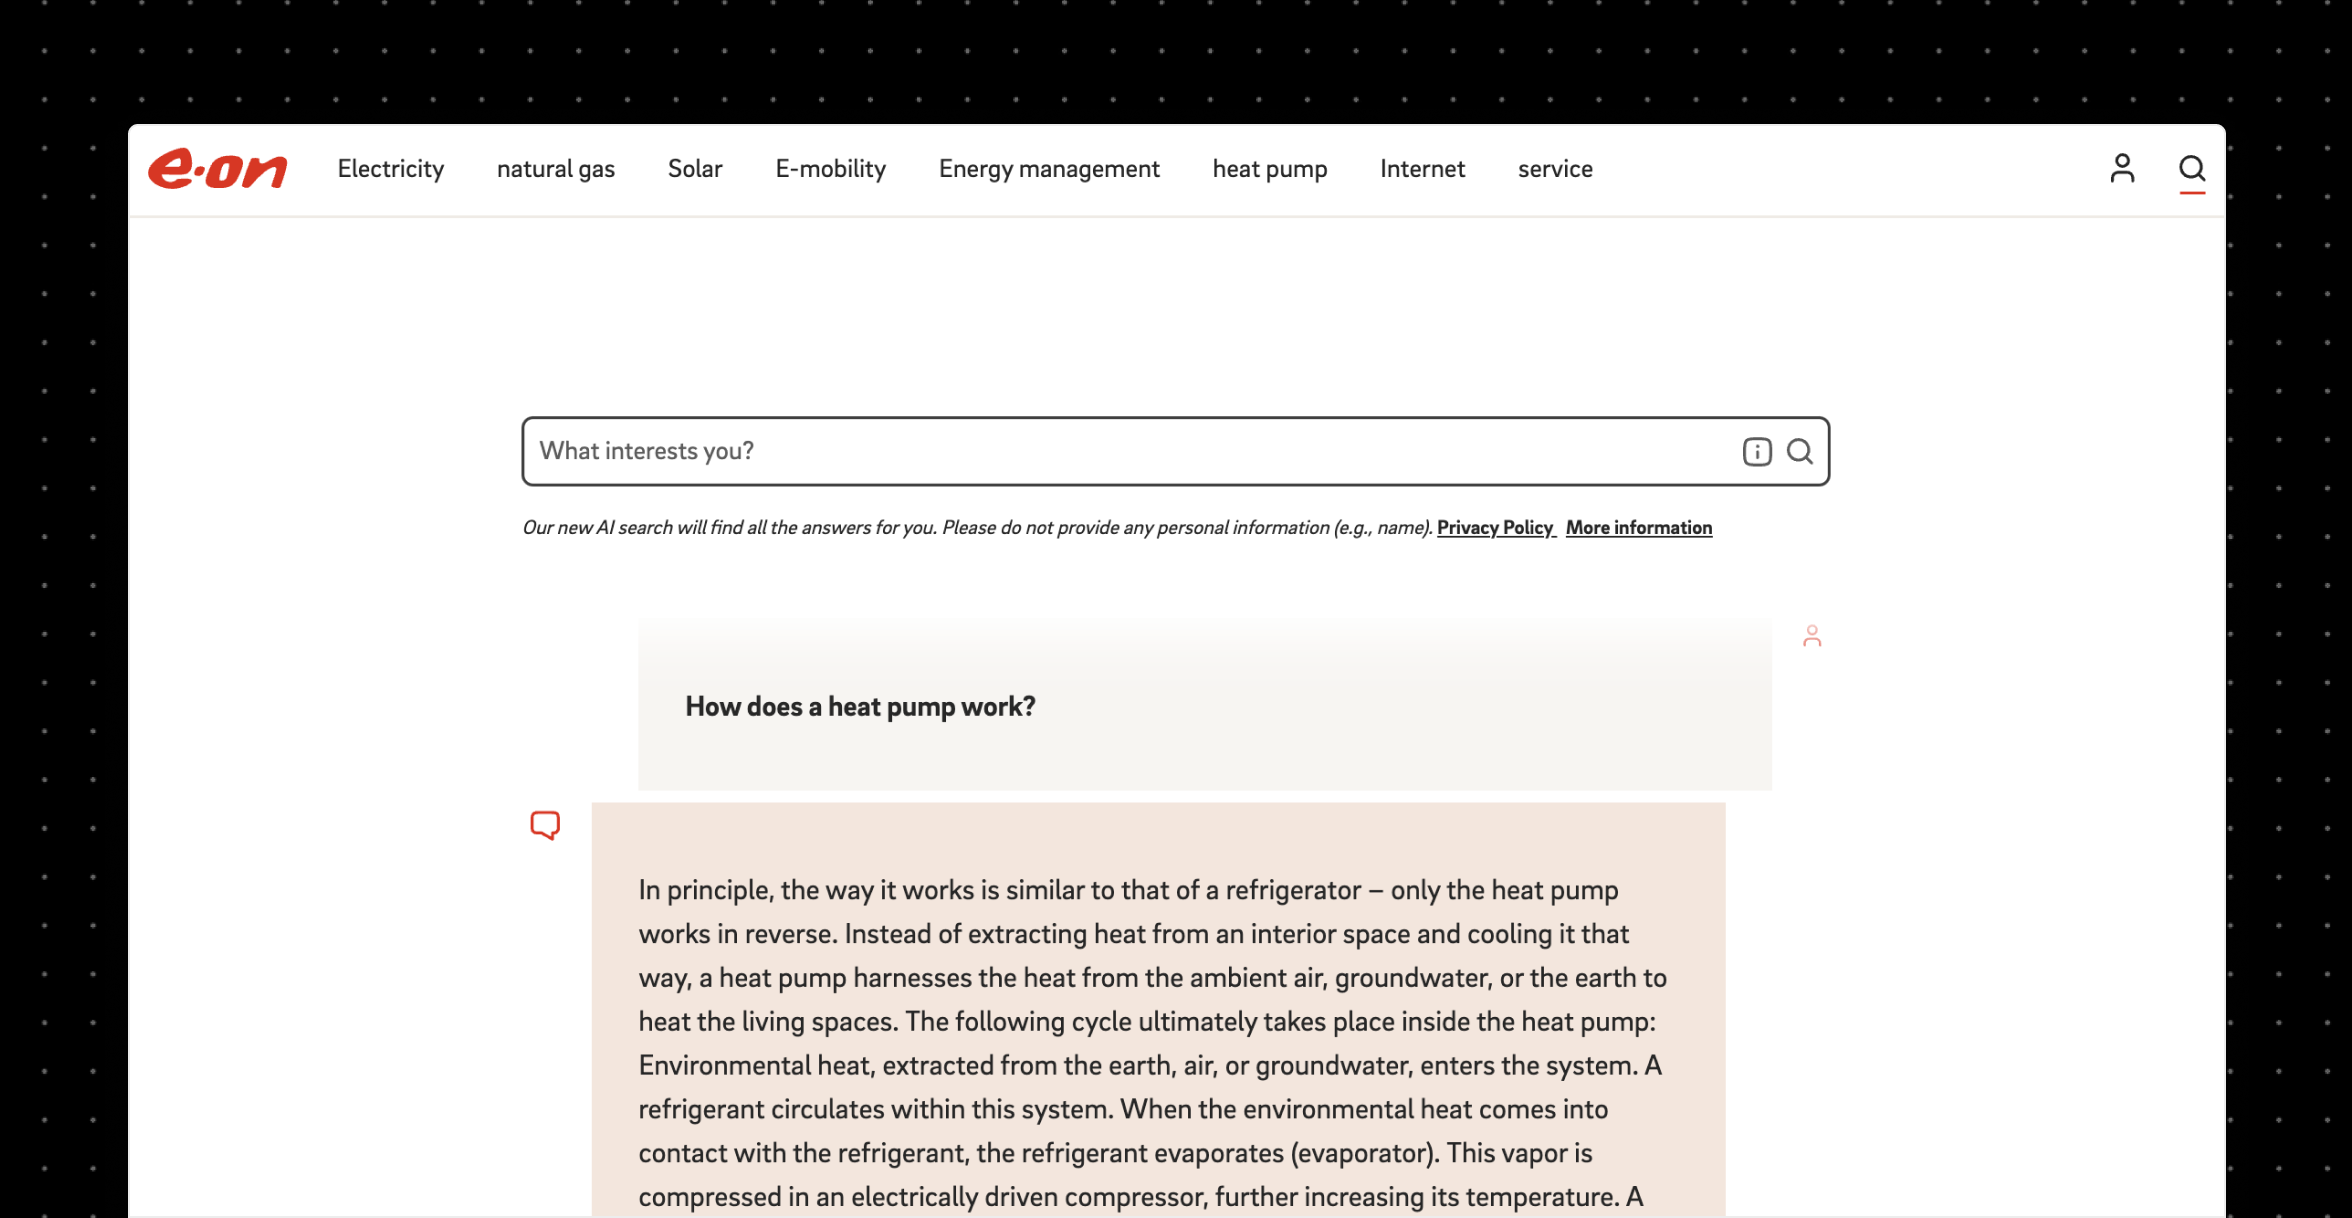 e·on Electricity natural gas Solar E-mobility Energy management heat pump Internet service
What interests you?
Our new AI search will find all the answers for you. Please do not provide any personal information (e.g., name). Privacy Policy More information
How does a heat pump work?
In principle, the way it works is similar to that of a refrigerator – only the heat pump
works in reverse. Instead of extracting heat from an interior space and cooling it that
way, a heat pump harnesses the heat from the ambient air, groundwater, or the earth to
heat the living spaces. The following cycle ultimately takes place inside the heat pump:
Environmental heat, extracted from the earth, air, or groundwater, enters the system. A
refrigerant circulates within this system. When the environmental heat comes into
contact with the refrigerant, the refrigerant evaporates (evaporator). This vapor is
compressed in an electrically driven compressor, further increasing its temperature. A